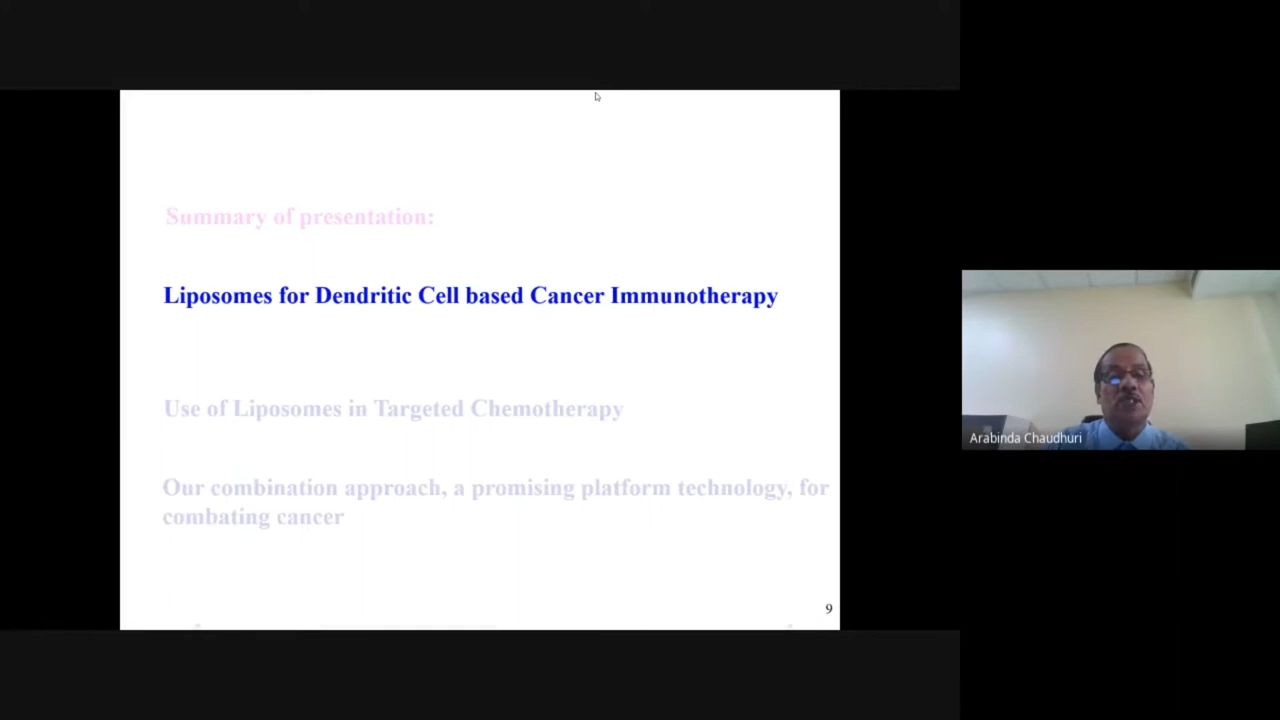 Summary of presentation:
Liposomes for Dendritic Cell based Cancer Immunotherapy
Use of Liposomes in Targeted Chemotherapy
Our combination approach, a promising platform technology, for
combating cancer
9
Arabinda Chaudhuri